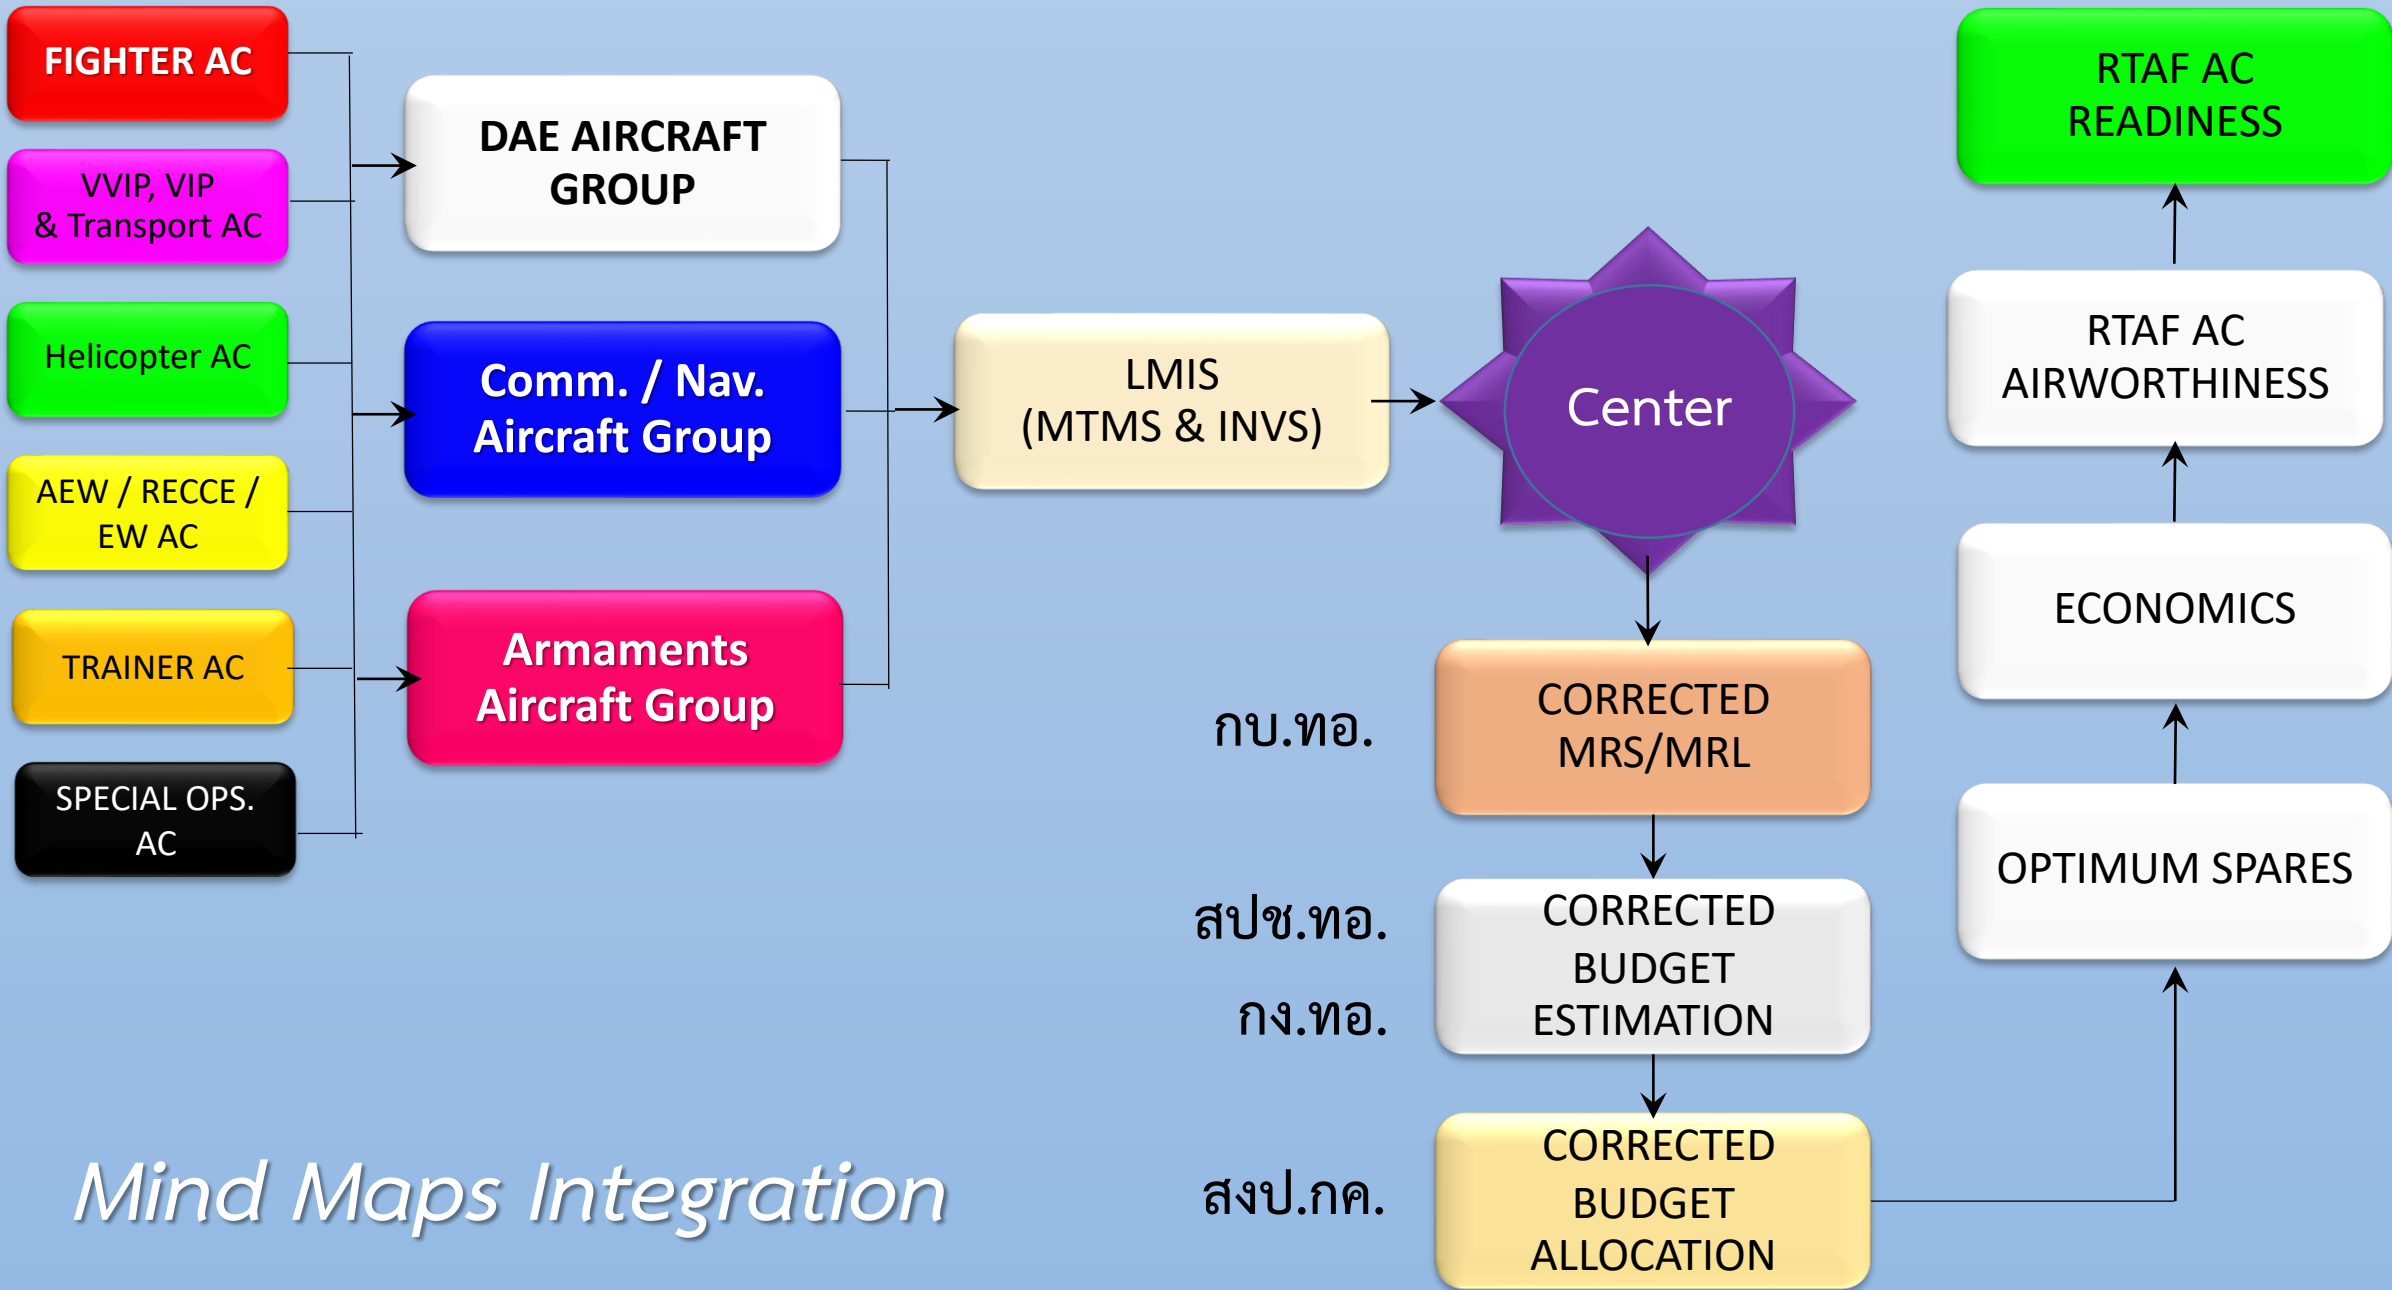 FIGHTER AC
VVIP, VIP
& Transport AC
Helicopter AC
AEW / RECCE /
EW AC
TRAINER AC
SPECIAL OPS.
AC
DAE AIRCRAFT
GROUP
Comm. / Nav.
Aircraft Group
Armaments
Aircraft Group
LMIS
(MTMS & INVS)
Center
กบ.ทอ.
CORRECTED
MRS/MRL
สปช.ทอ.
กง.ทอ.
CORRECTED
BUDGET
ESTIMATION
สงป.กค.
CORRECTED
BUDGET
ALLOCATION
OPTIMUM SPARES
ECONOMICS
RTAF AC
AIRWORTHINESS
RTAF AC
READINESS
Mind Maps Integration